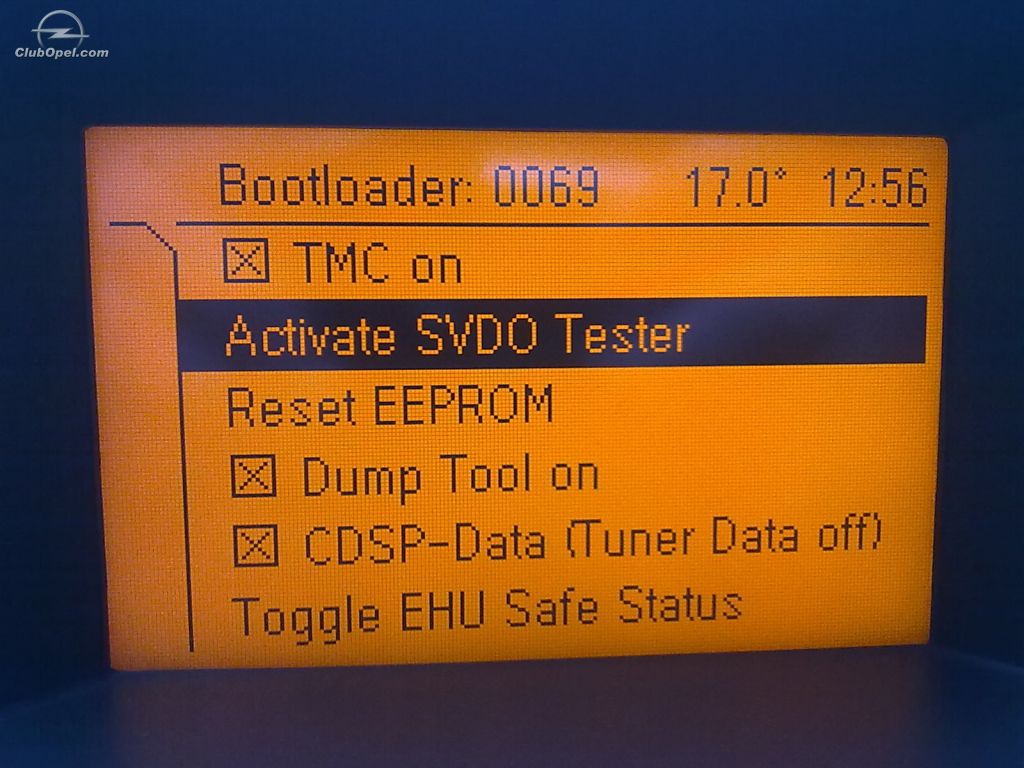 ClubOpel.com
Bootloader: 0069 17.0° 12:56
TMC on
Activate SVDO Tester
Reset EEPROM
Dump Tool on
CDSP-Data (Tuner Data off)
Toggle EHU Safe Status